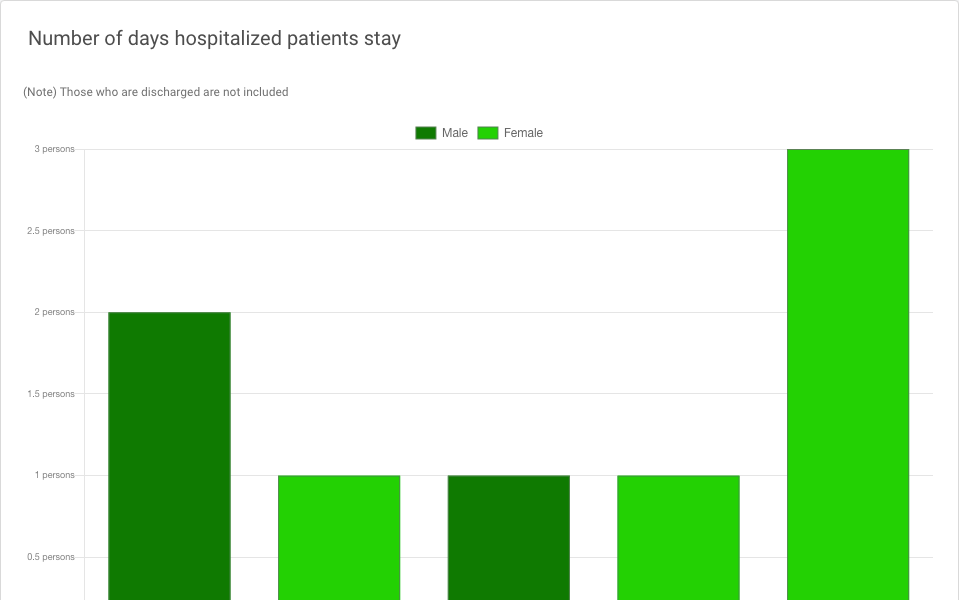 Number of days hospitalized patients stay
(Note) Those who are discharged are not included
Male Female
3 persons
2.5 persons
2 persons
1.5 persons
1 persons
0.5 persons